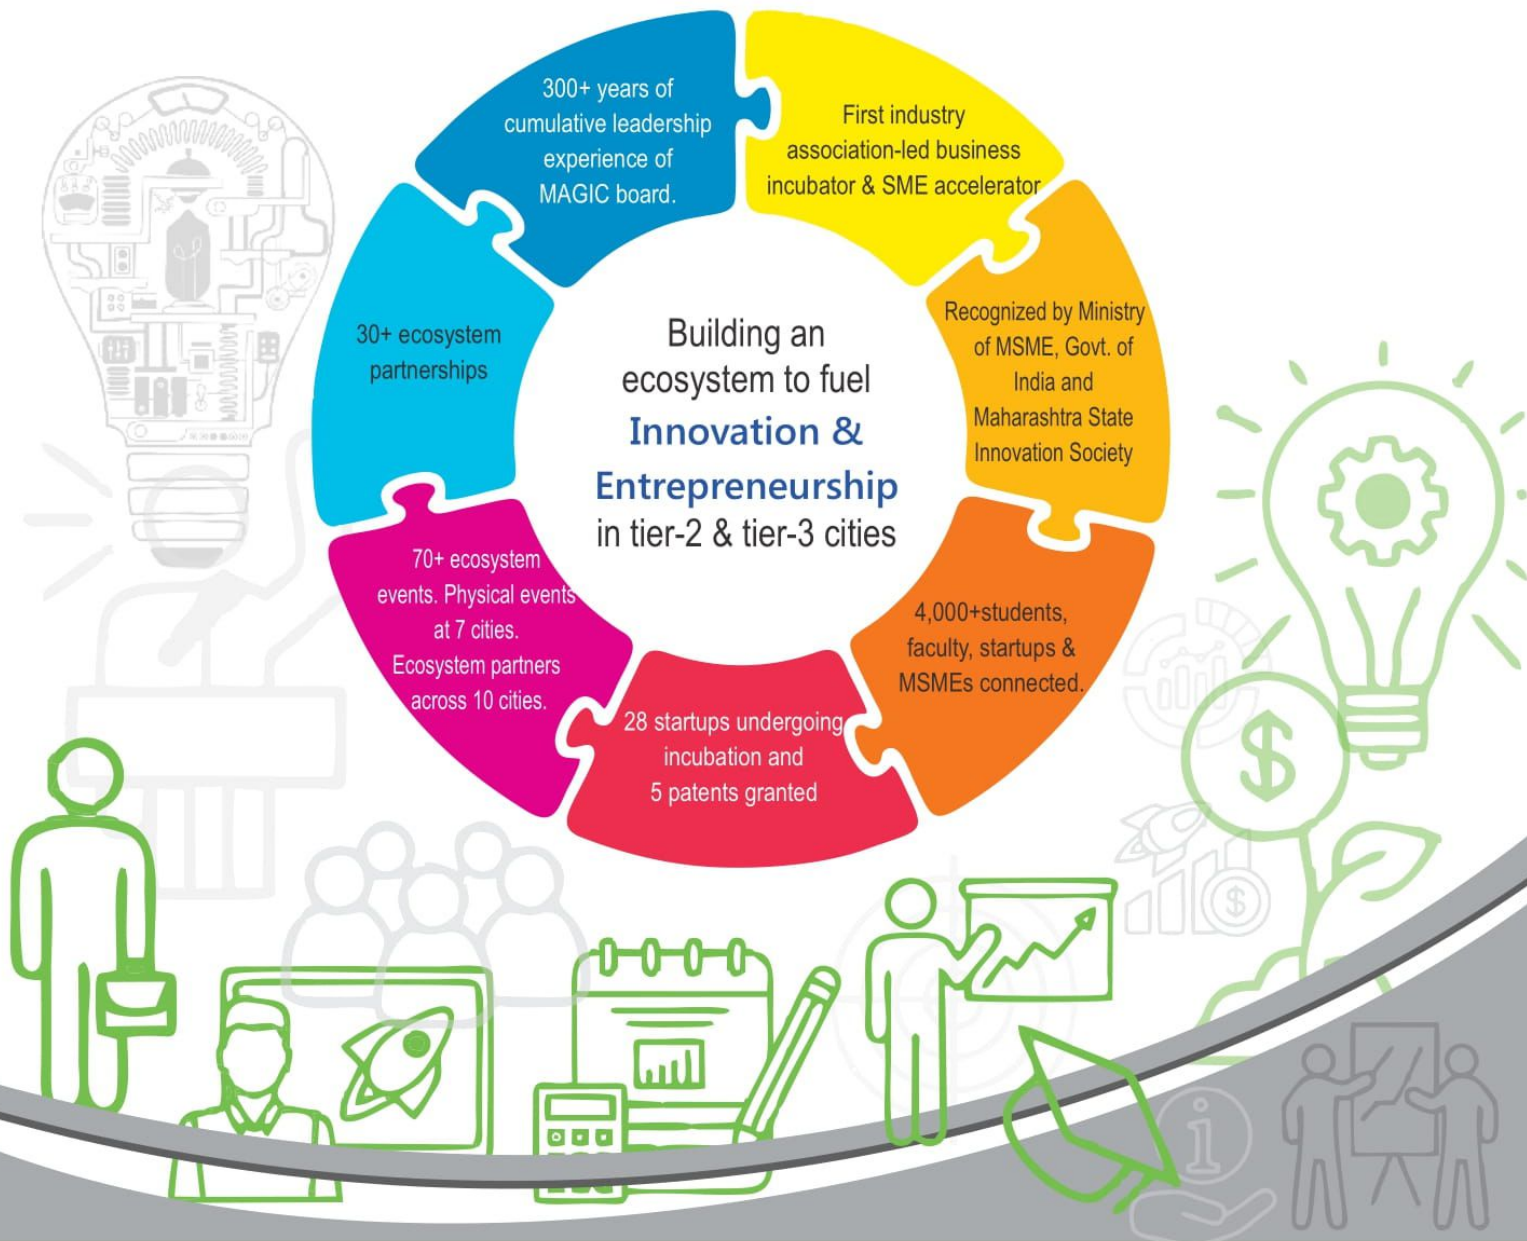 300+ years of
cumulative leadership
experience of
MAGIC board.
First industry
association-led business
incubator & SME accelerator
Recognized by Ministry
of MSME, Govt. of
India and
Maharashtra State
Innovation Society
4,000+students,
faculty, startups &
MSMEs connected.
28 startups undergoing
incubation and
5 patents granted
70+ ecosystem
events. Physical events
at 7 cities.
Ecosystem partners
across 10 cities.
30+ ecosystem
partnerships
Building an
ecosystem to fuel
Innovation &
Entrepreneurship
in tier-2 & tier-3 cities
$
$
i